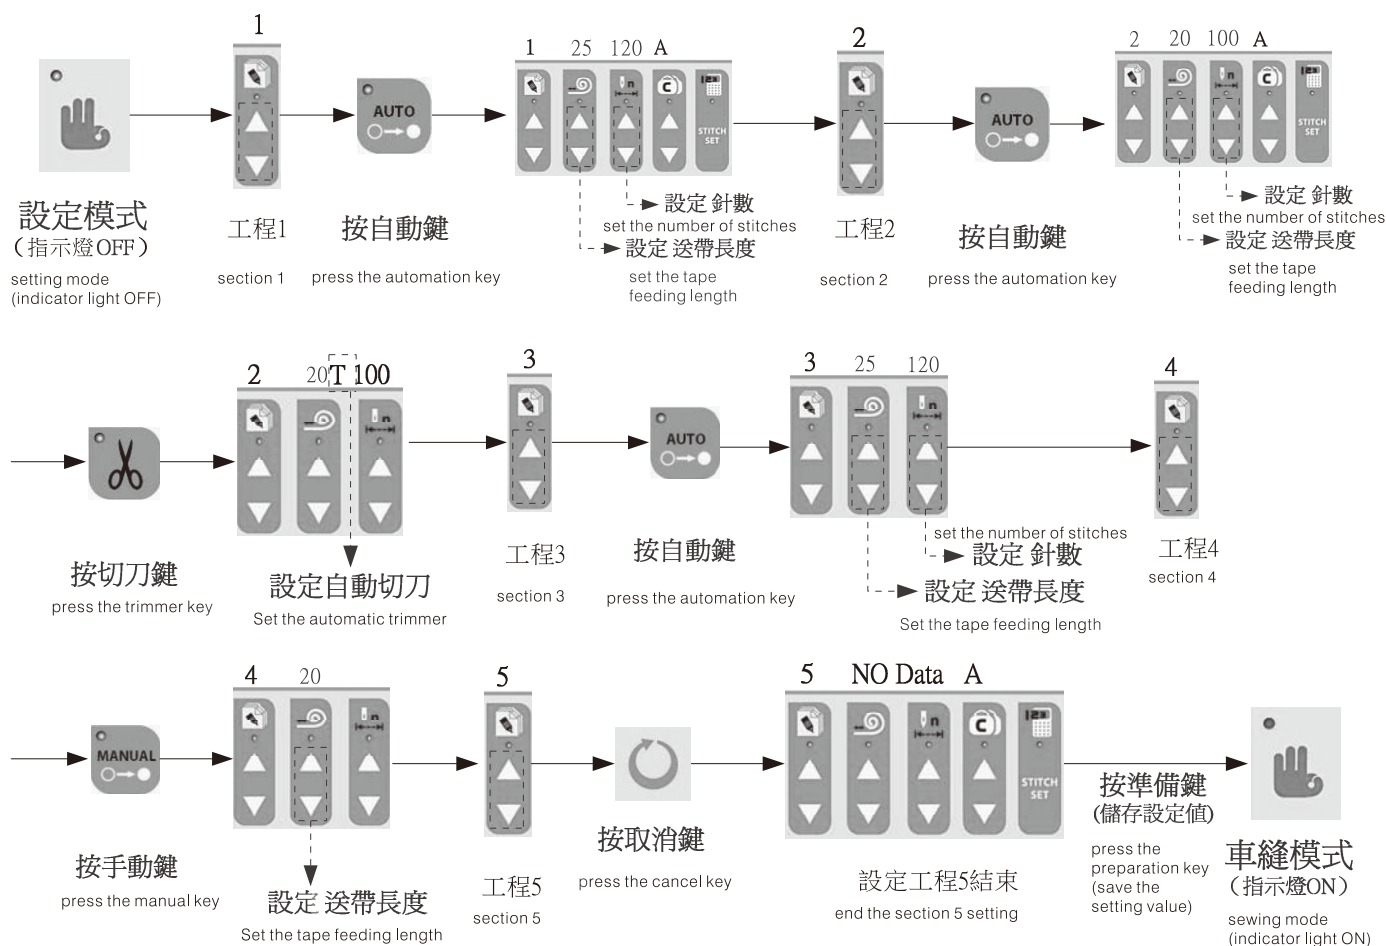 1
AUTO
1 25 120 A
n
C
STITCH
SET
2
AUTO
2 20 100 A
n
C
STITCH
SET
設定模式
(指示燈OFF)
setting mode
(indicator light OFF)
工程1
section 1
按自動鍵
press the automation key
設定 針數
set the number of stitches
設定 送帶長度
set the tape
feeding length
工程2
section 2
按自動鍵
press the automation key
設定 針數
set the number of stitches
設定 送帶長度
set the tape
feeding length
按切刀鍵
press the trimmer key
2 20 T 100
n
設定自動切刀
Set the automatic trimmer
3
工程3
section 3
AUTO
按自動鍵
press the automation key
3 25 120
n
set the number of stitches
設定 針數
設定 送帶長度
Set the tape feeding length
4
工程4
section 4
MANUAL
按手動鍵
press the manual key
4 20
n
設定 送帶長度
Set the tape feeding length
5
工程5
section 5
按取消鍵
press the cancel key
5 NO Data A
n
C
STITCH
SET
設定工程5結束
end the section 5 setting
按準備鍵
(儲存設定值)
press the
preparation key
(save the
setting value)
車縫模式
(指示燈ON)
sewing mode
(indicator light ON)